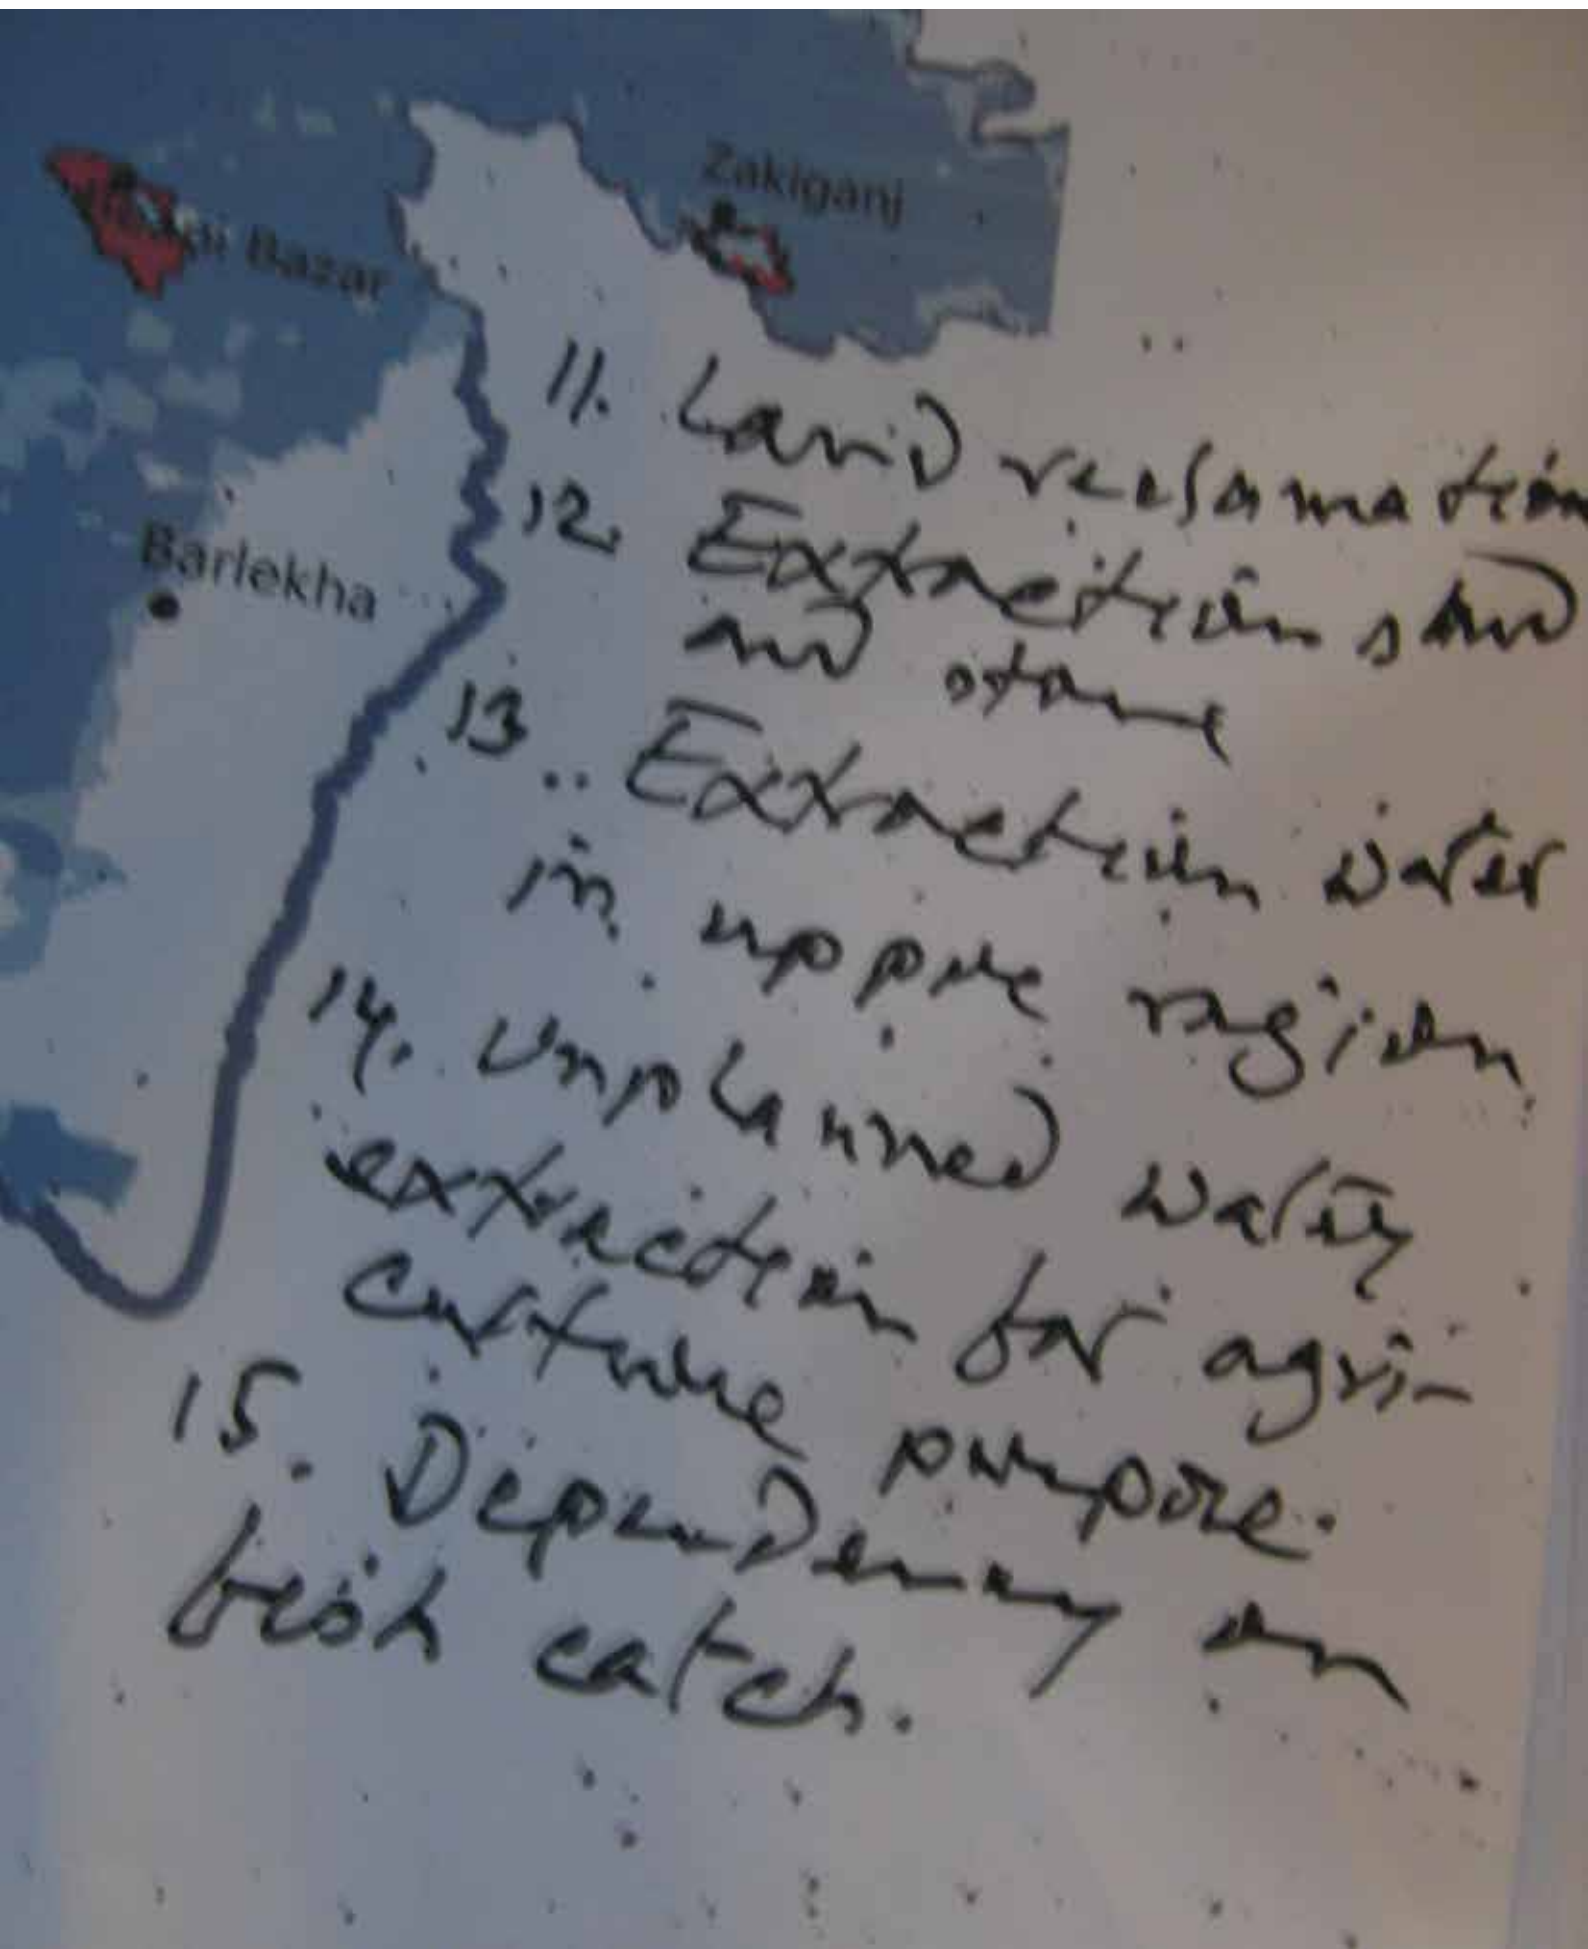 Zakiganj
Bazar
Barlekha
11. Land reclamation
12. Extraction sand
and stone
13. Extraction water
in upper region
14. Unplanned water
extraction for agri-
culture purpose.
15. Dependency on
fish catch.